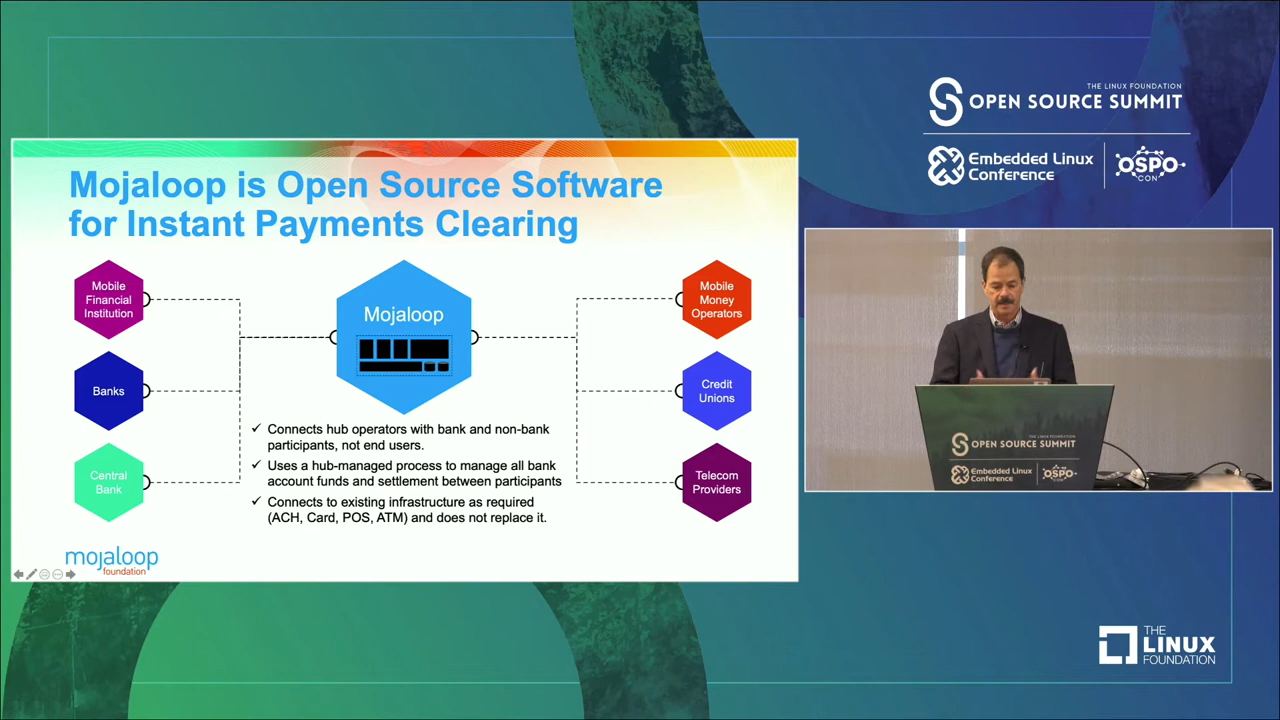 THE LINUX FOUNDATION
OPEN SOURCE SUMMIT
Embedded Linux
Conference
OSPO
CON
Mojaloop is Open Source Software
for Instant Payments Clearing
Mobile
Financial
Institution
Banks
Central
Bank
Mojaloop
✓ Connects hub operators with bank and non-bank
participants, not end users.
✓ Uses a hub-managed process to manage all bank
account funds and settlement between participants
✓ Connects to existing infrastructure as required
(ACH, Card, POS, ATM) and does not replace it.
Mobile
Money
Operators
Credit
Unions
Telecom
Providers
mojaloop
foundation
OPEN SOURCE SUMMIT
Embedded Linux
Conference
OSPO
CON
THE
LINUX
FOUNDATION